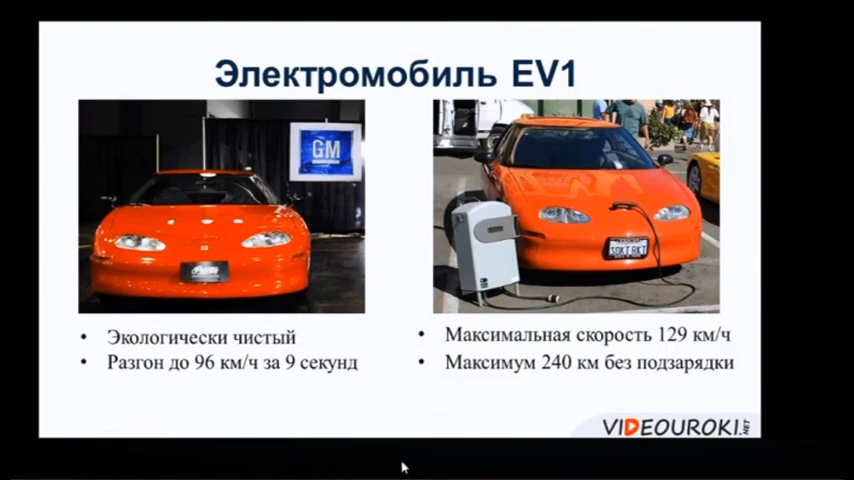 Электромобиль EV1
GM
• Экологически чистый
• Разгон до 96 км/ч за 9 секунд
• Максимальная скорость 129 км/ч
• Максимум 240 км без подзарядки
VIDEOUROKI.NET